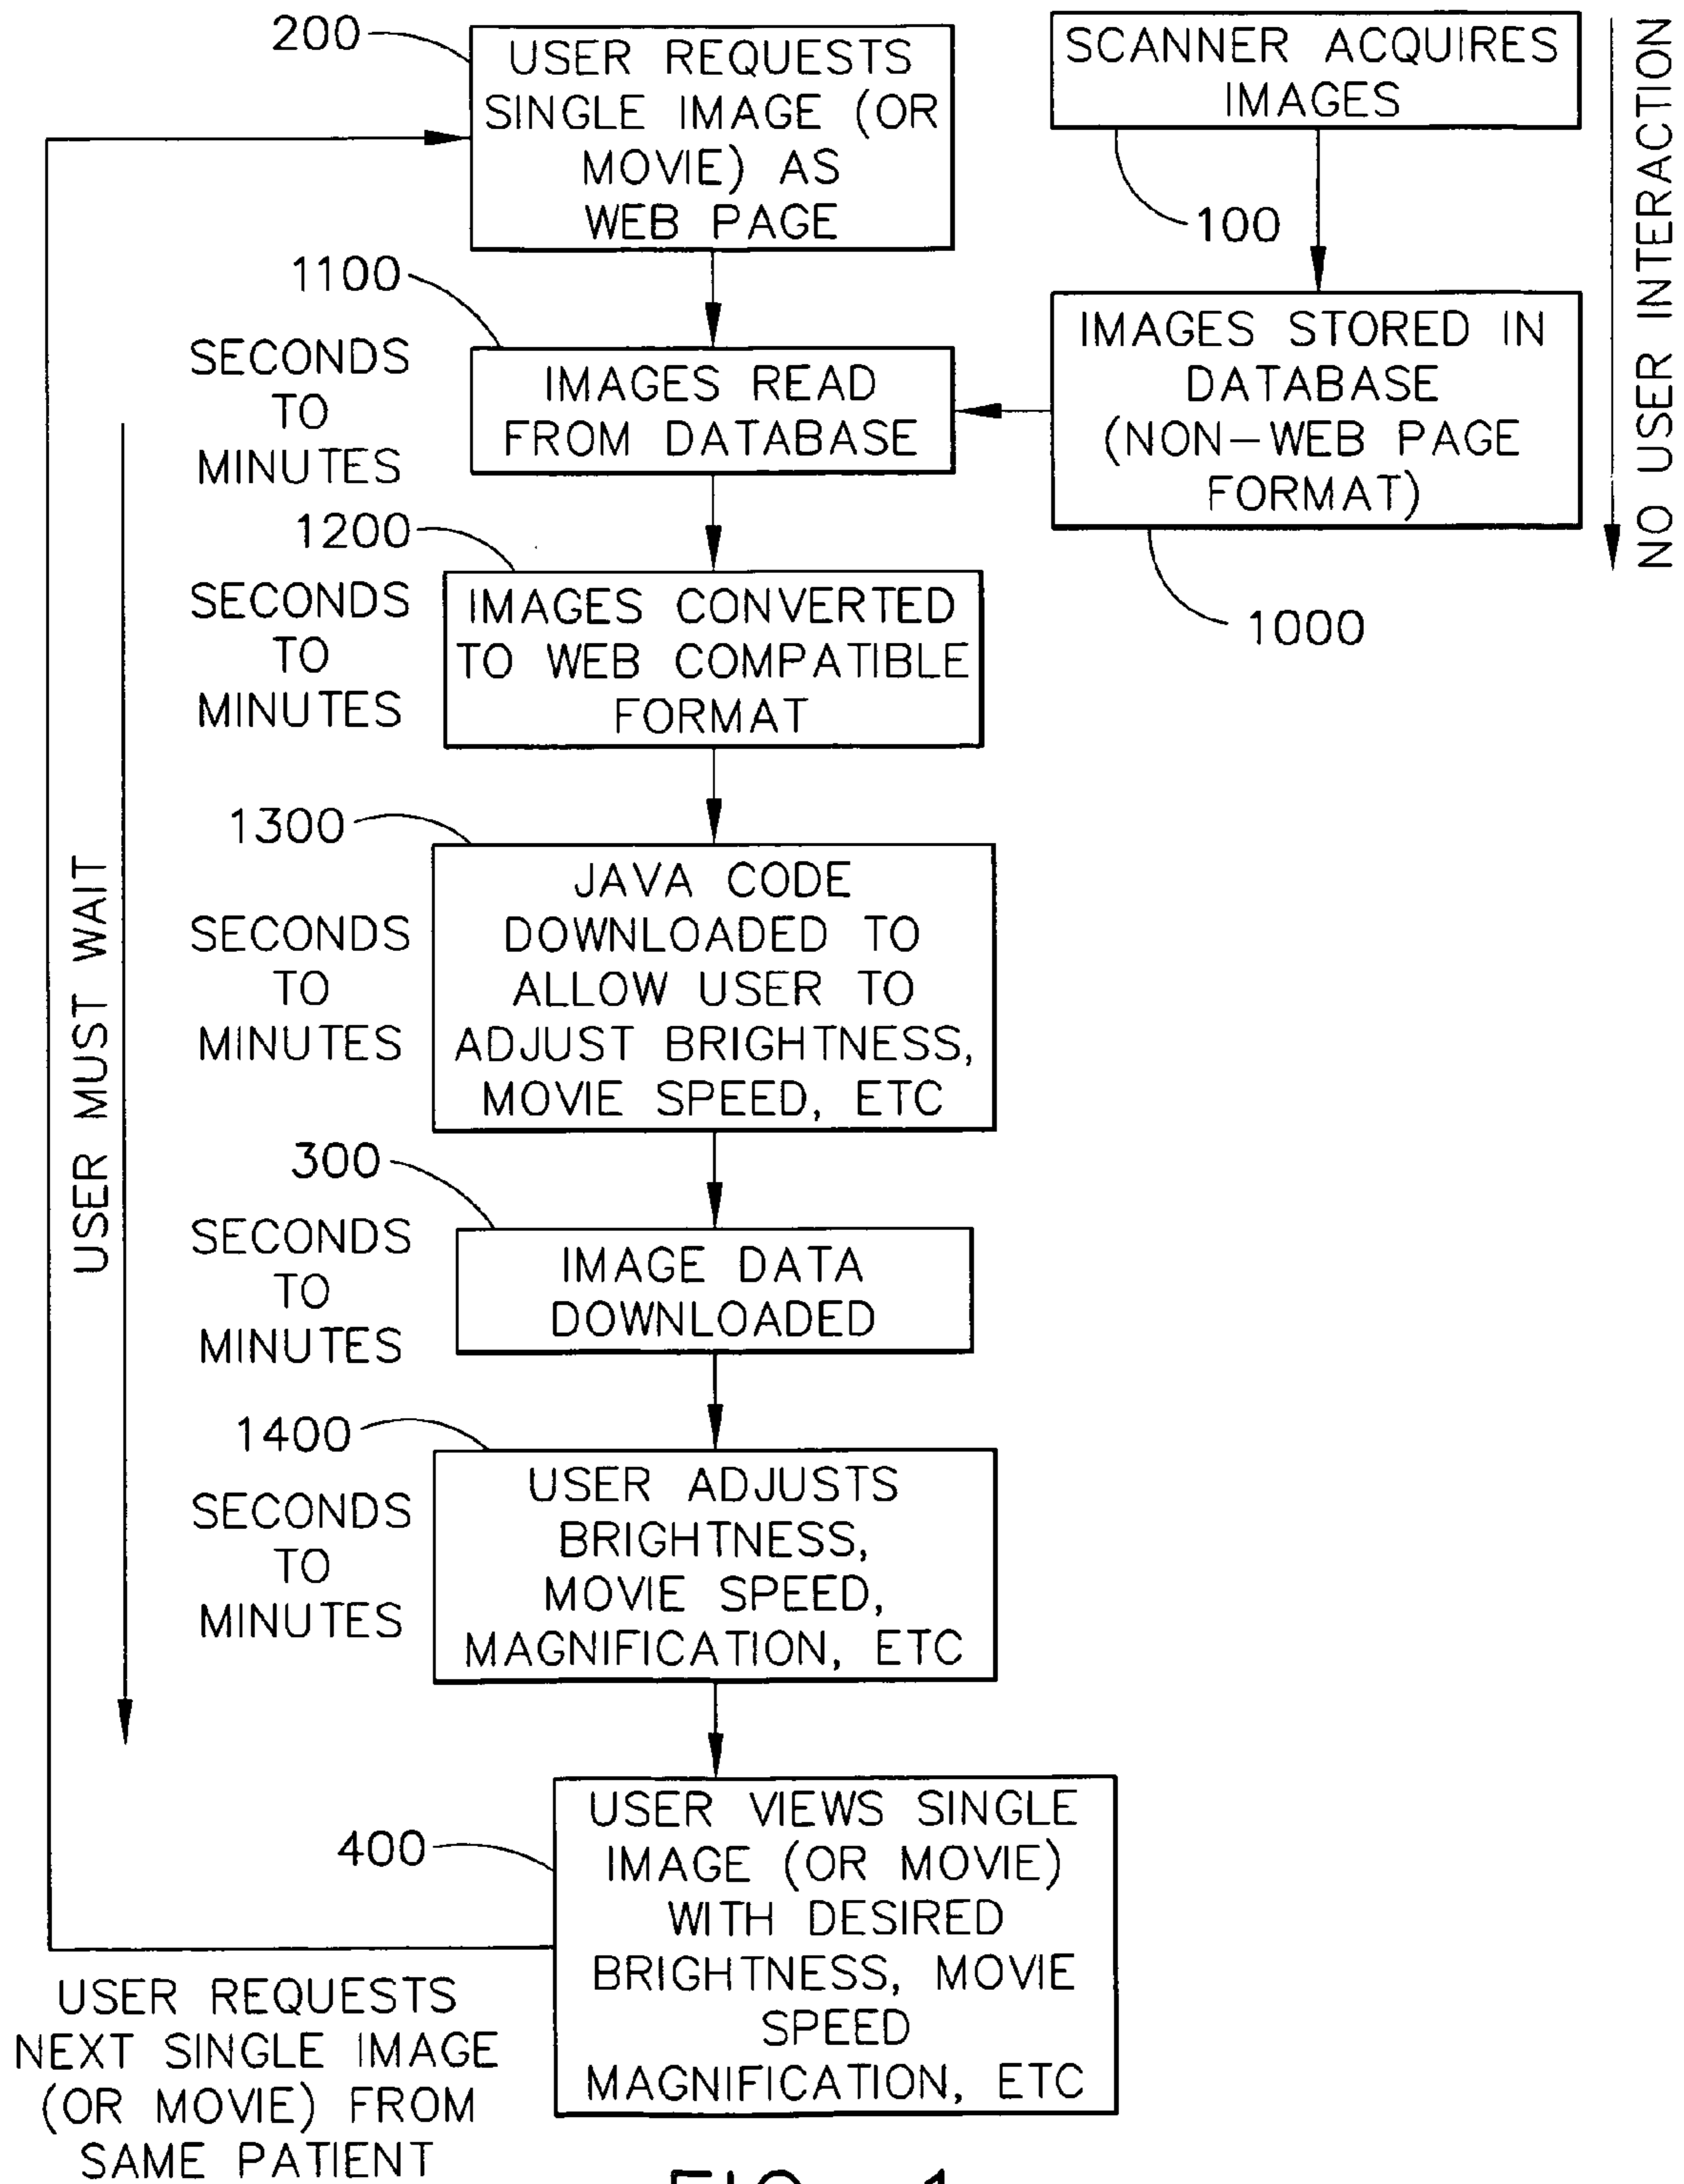 200
USER REQUESTS
SINGLE IMAGE (OR
MOVIE) AS
WEB PAGE
SCANNER ACQUIRES
IMAGES
100
NO USER INTERACTION
1100
SECONDS
TO
MINUTES
IMAGES READ
FROM DATABASE
IMAGES STORED IN
DATABASE
(NON-WEB PAGE
FORMAT)
1000
1200
SECONDS
TO
MINUTES
IMAGES CONVERTED
TO WEB COMPATIBLE
FORMAT
USER MUST WAIT
1300
SECONDS
TO
MINUTES
JAVA CODE
DOWNLOADED TO
ALLOW USER TO
ADJUST BRIGHTNESS,
MOVIE SPEED, ETC
300
SECONDS
TO
MINUTES
IMAGE DATA
DOWNLOADED
1400
SECONDS
TO
MINUTES
USER ADJUSTS
BRIGHTNESS,
MOVIE SPEED,
MAGNIFICATION, ETC
400
USER VIEWS SINGLE
IMAGE (OR MOVIE)
WITH DESIRED
BRIGHTNESS, MOVIE
SPEED
MAGNIFICATION, ETC
USER REQUESTS
NEXT SINGLE IMAGE
(OR MOVIE) FROM
SAME PATIENT
FIG. 1